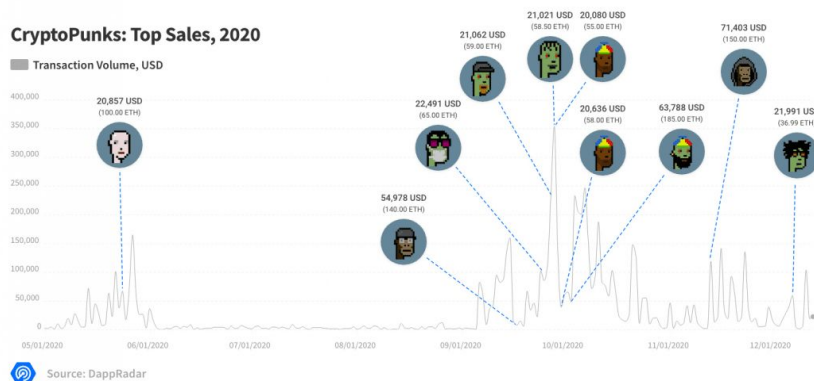 CryptoPunks: Top Sales, 2020
Transaction Volume, USD
20,857 USD
(100.00 ETH)
54,978 USD
(140.00 ETH)
22,491 USD
(65.00 ETH)
21,062 USD
(59.00 ETH)
21,021 USD
(58.50 ETH)
20,080 USD
(55.00 ETH)
20,636 USD
(58.00 ETH)
63,788 USD
(185.00 ETH)
71,403 USD
(150.00 ETH)
21,991 USD
(36.99 ETH)
400,000
350,000
300,000
250,000
200,000
150,000
100,000
50,000
0
05/01/2020 06/01/2020 07/01/2020 08/01/2020 09/01/2020 10/01/2020 11/01/2020 12/01/2020
Source: DappRadar